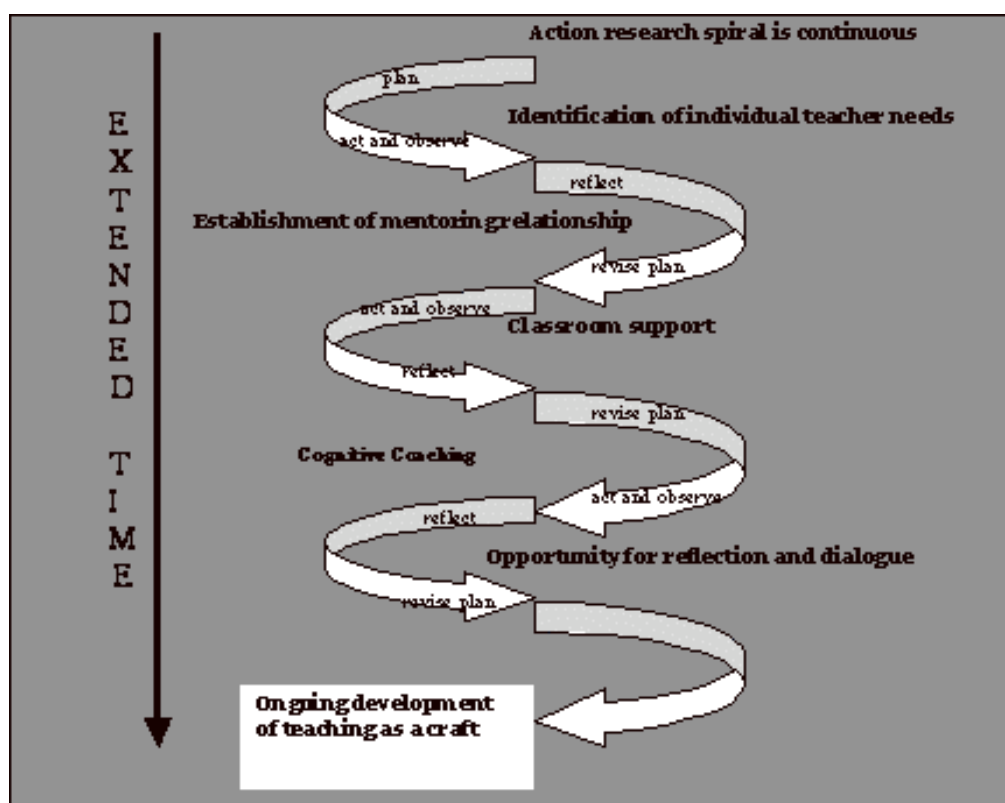 Action research spiral is continuous
plan
Identification of individual teacher needs
act and observe
reflect
Establishment of mentoring relationship
revise plan
act and observe
Classroom support
reflect
revise plan
Cognitive Coaching
act and observe
reflect
Opportunity for reflection and dialogue
revise plan
Ongoing development
of teaching as a craft
EXTENDED TIME